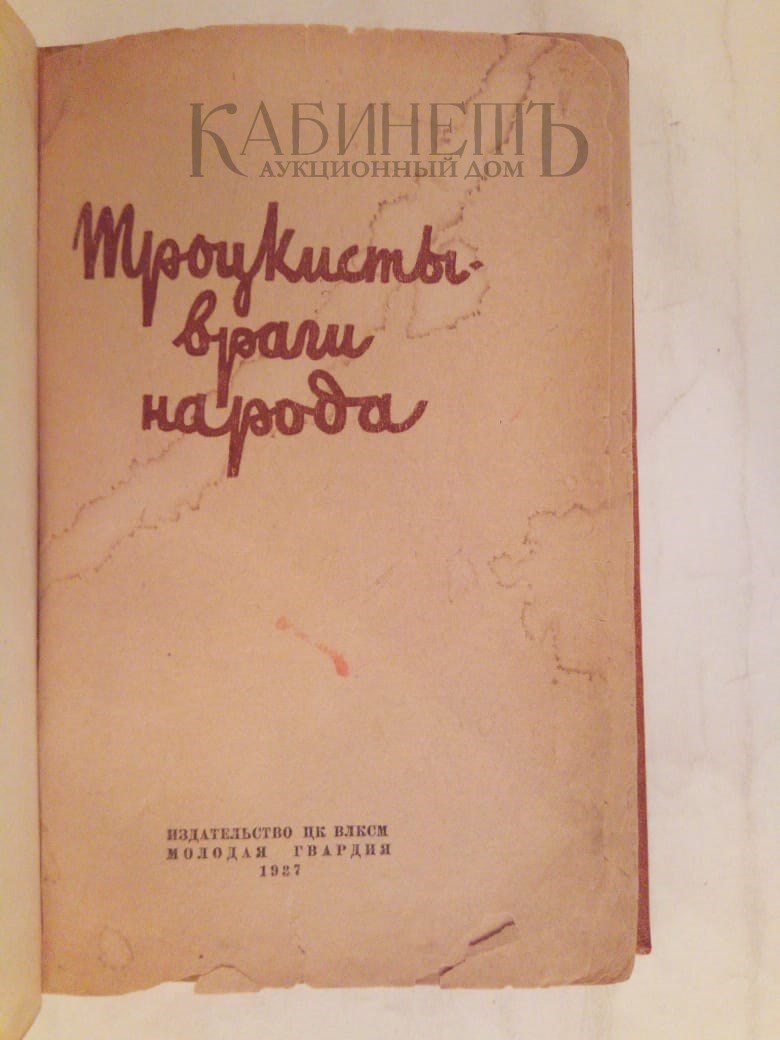 КАБИНЕТЪ
АУКЦИОННЫЙ ДОМ
Троцкисты-
враги
народа
ИЗДАТЕЛЬСТВО ЦК ВЛКСМ
МОЛОДАЯ ГВАРДИЯ
1937